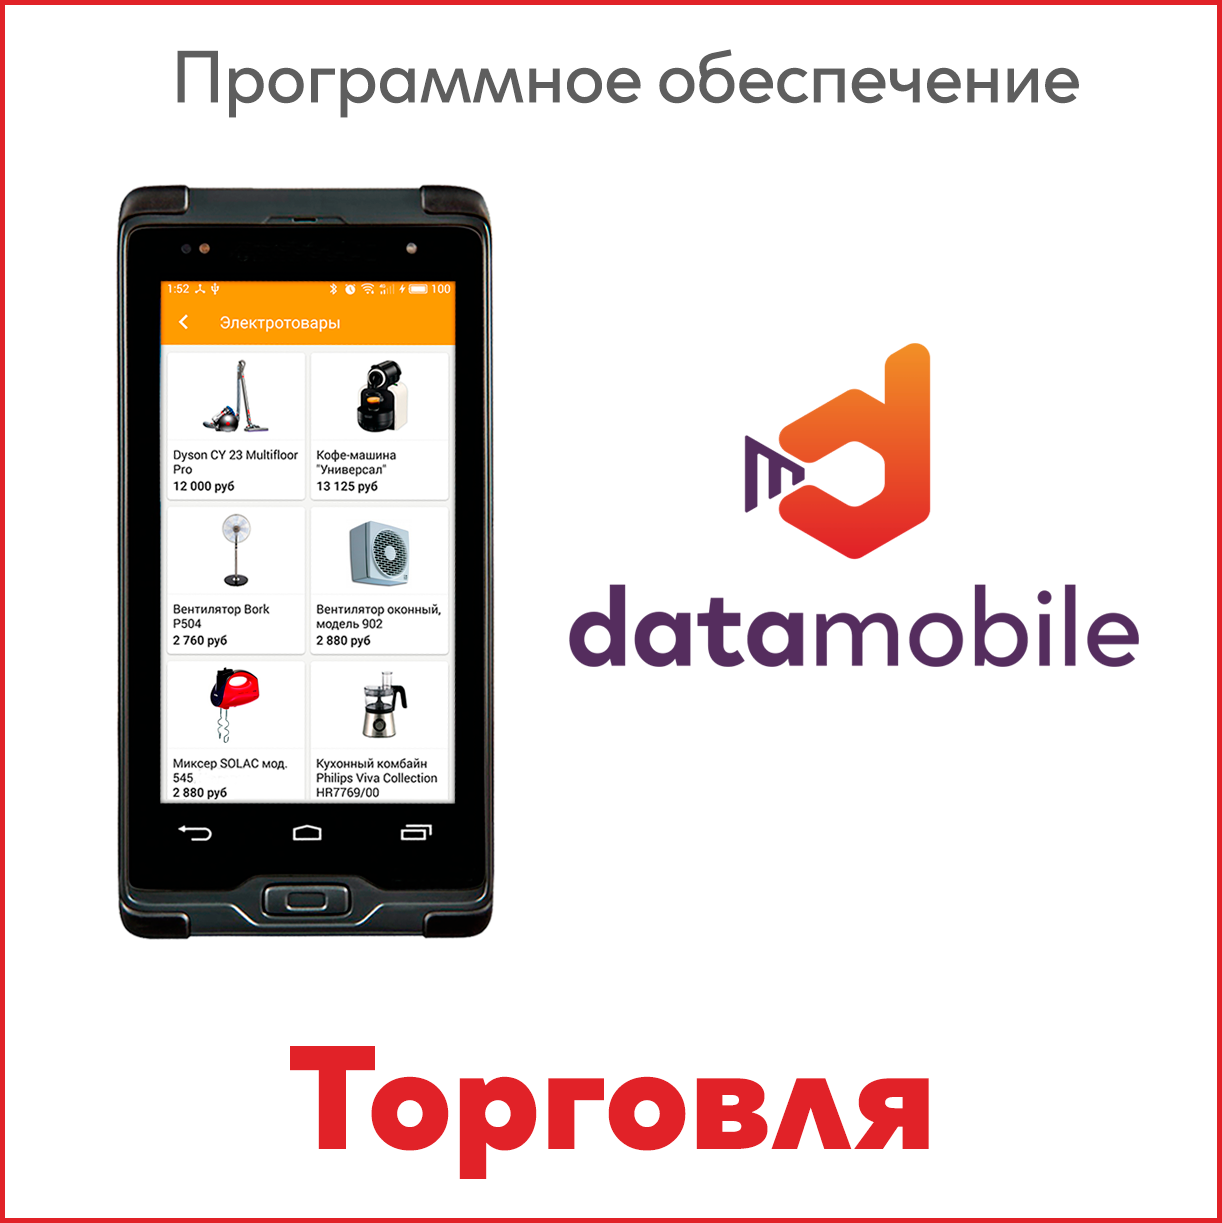 Программное обеспечение
1:52
100
Электротовары
Dyson CY 23 Multifloor
Pro
12 000 руб
Кофе-машина
"Универсал"
13 125 руб
Вентилятор Bork
P504
2 760 руб
Вентилятор оконный,
модель 902
2 880 руб
Миксер SOLAC мод.
545
2 880 руб
Кухонный комбайн
Philips Viva Collection
HR7769/00
m
d
datamobile
Торговля